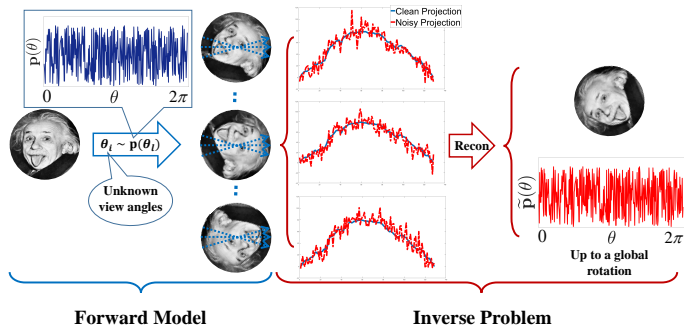 p(θ)
0 θ 2π
θᵢ ~ p(θᵢ)
Unknown
view angles
Clean Projection
Noisy Projection
Recon
p̃(θ)
0 θ 2π
Up to a global
rotation
Forward Model
Inverse Problem